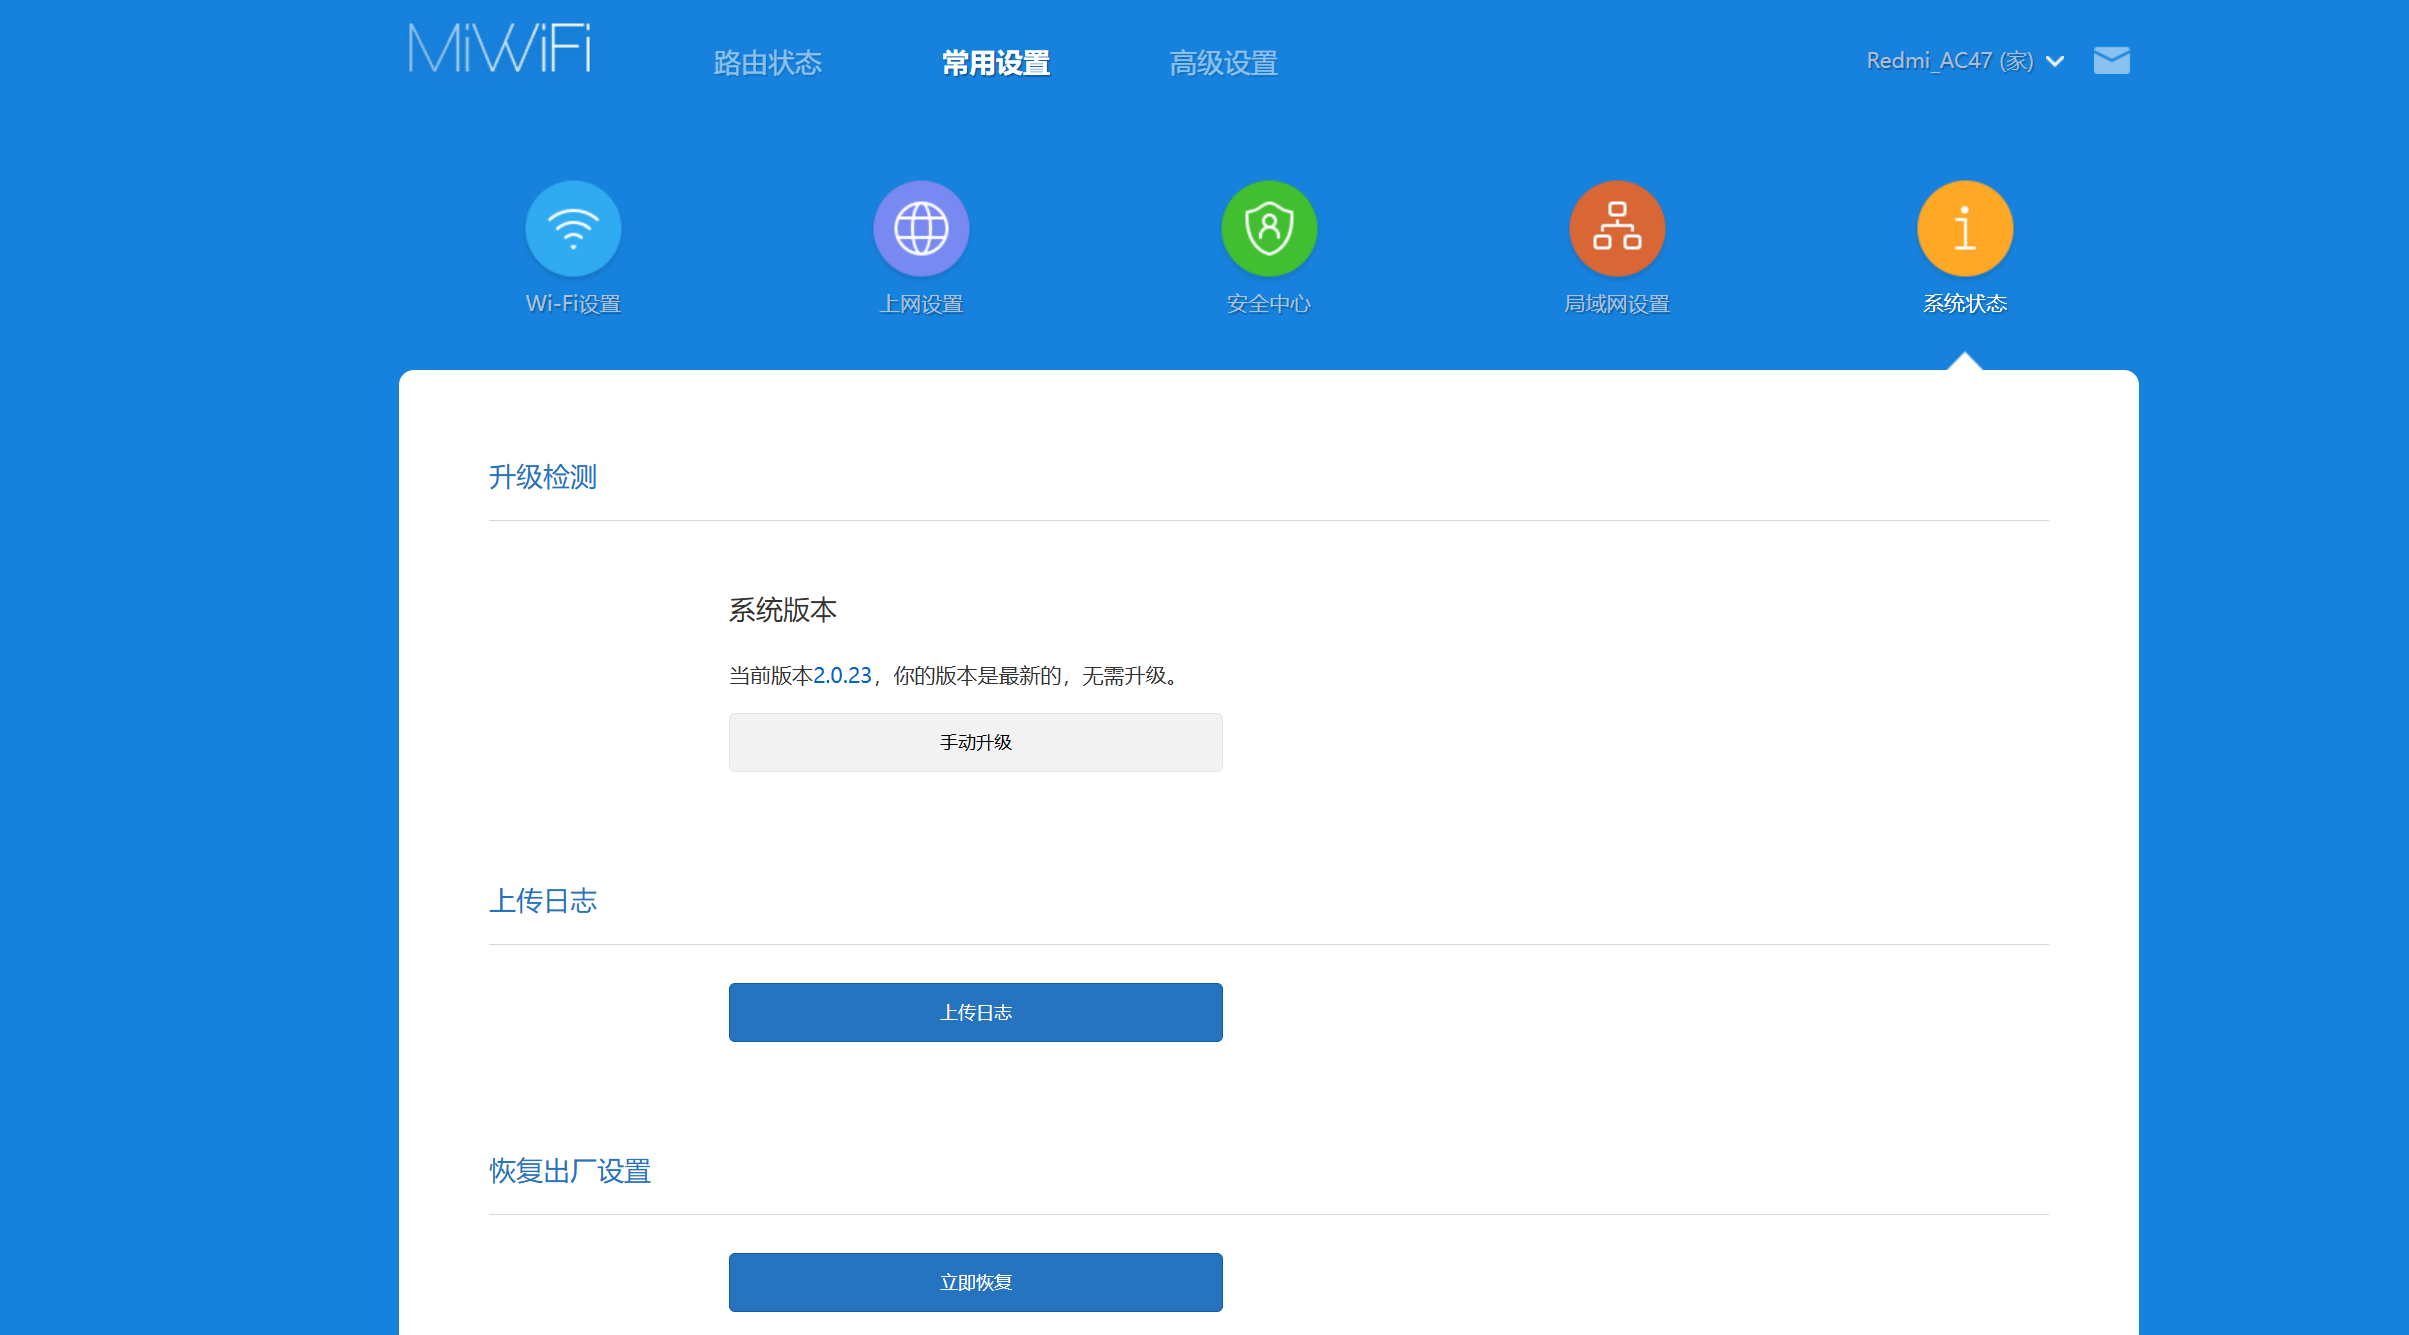 MiWiFi
路由状态 常用设置 高级设置 Redmi_AC47 (家)
Wi-Fi设置 上网设置 安全中心 局域网设置 系统状态
升级检测
系统版本
当前版本2.0.23，你的版本是最新的，无需升级。
手动升级
上传日志
上传日志
恢复出厂设置
立即恢复